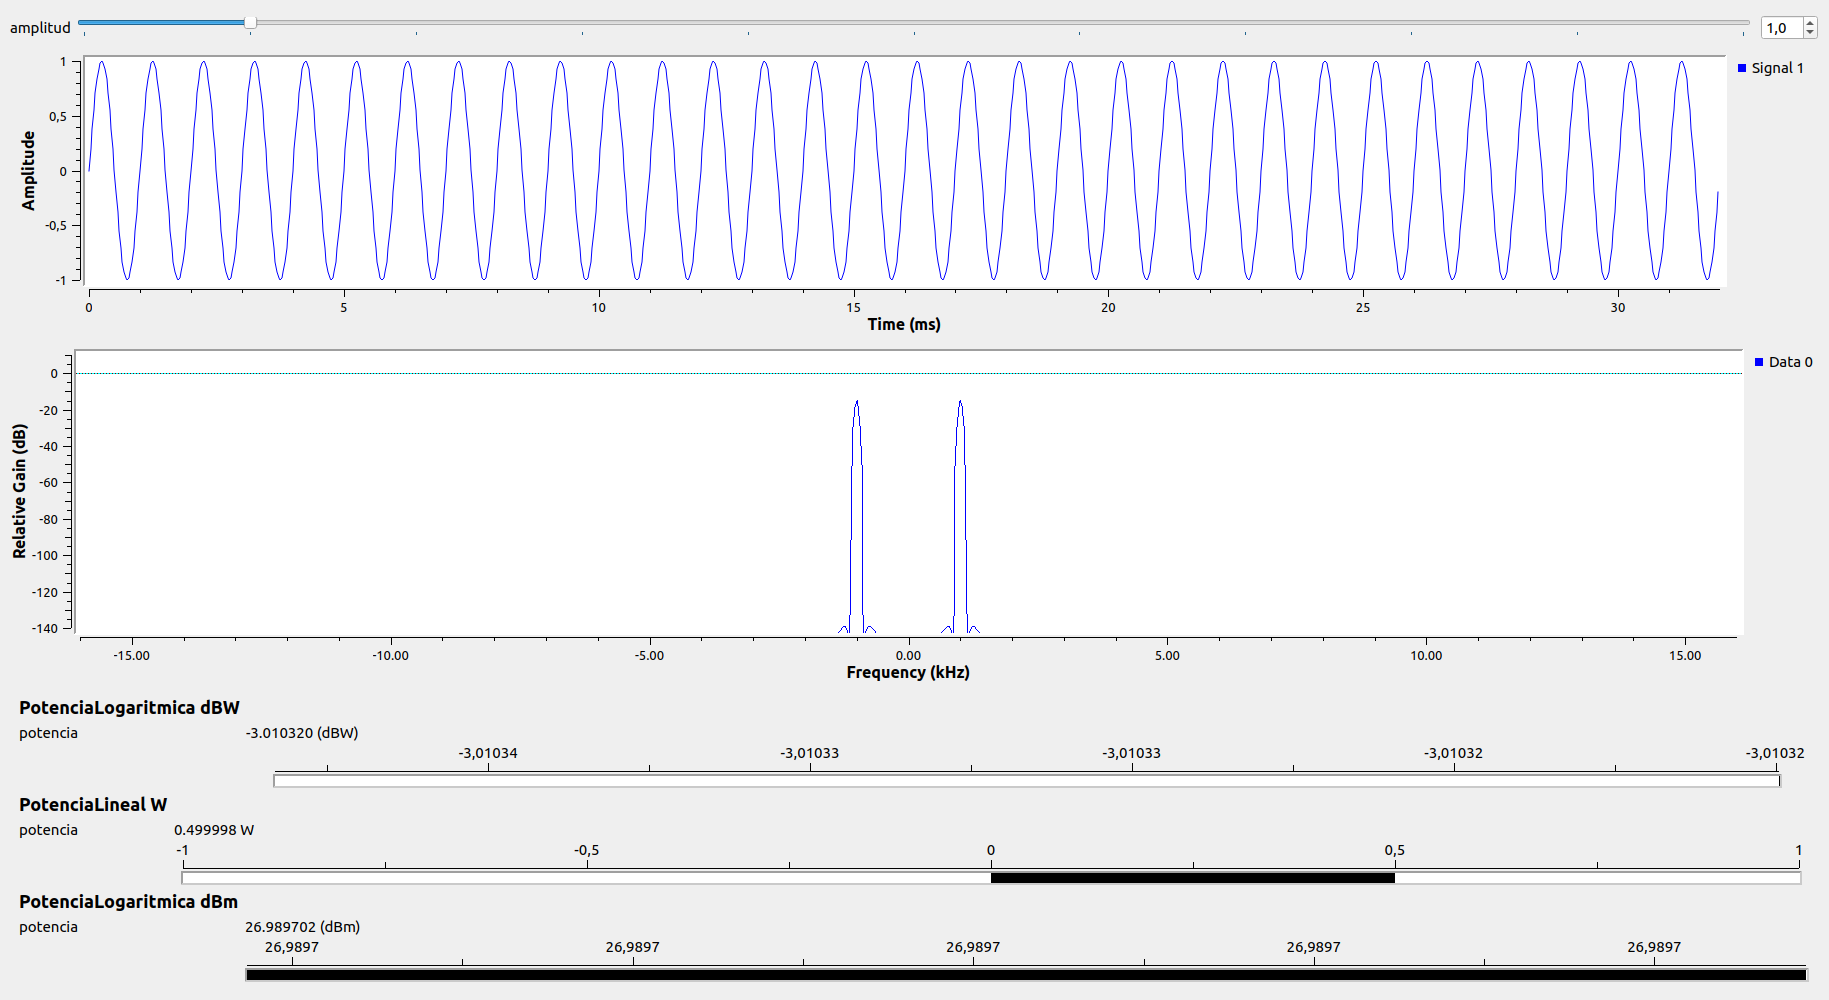 amplitud 1,0
Signal 1
1
0,5
0
-0,5
-1
Amplitude
0 5 10 15 20 25 30
Time (ms)
Data 0
0
-20
-40
-60
-80
-100
-120
-140
Relative Gain (dB)
-15.00 -10.00 -5.00 0.00 5.00 10.00 15.00
Frequency (kHz)
PotenciaLogaritmica dBW
potencia -3.010320 (dBW)
-3,01034 -3,01033 -3,01033 -3,01032 -3,01032
PotenciaLineal W
potencia 0.499998 W
-1 -0,5 0 0,5 1
PotenciaLogaritmica dBm
potencia 26.989702 (dBm)
26,9897 26,9897 26,9897 26,9897 26,9897